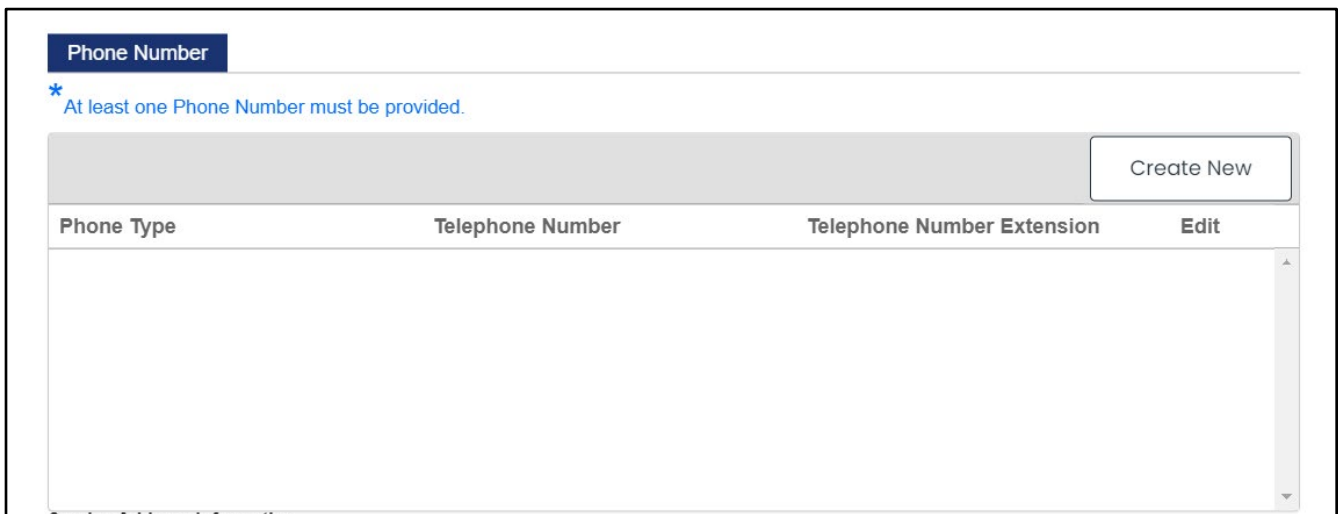 Phone Number
*At least one Phone Number must be provided.
Create New
Phone Type Telephone Number Telephone Number Extension Edit